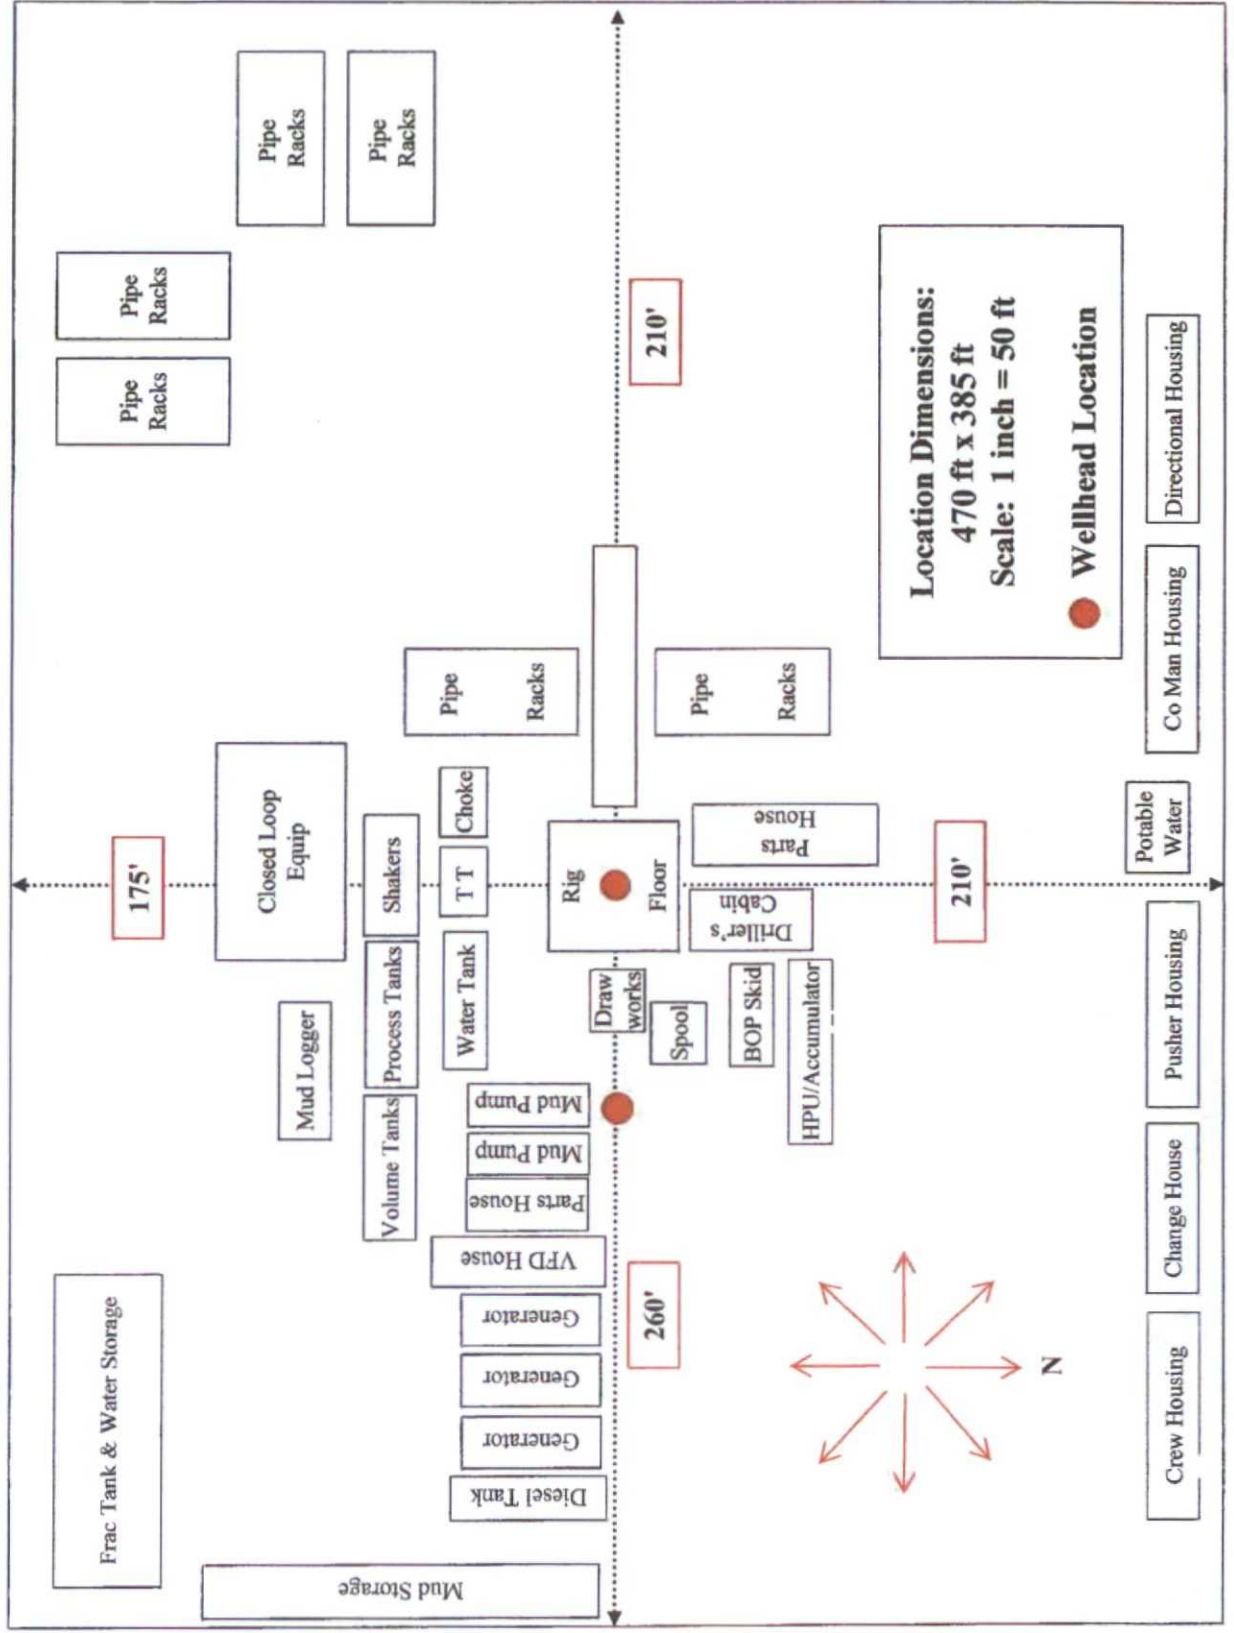 Frac Tank & Water Storage
Pipe
Racks
Pipe
Racks
Pipe
Racks
Pipe
Racks
175'
Closed Loop
Equip
Mud Logger
Volume Tanks
Process Tanks
Shakers
Water Tank
T T
Choke
Pipe
Racks
Mud Storage
Diesel Tank
Generator
Generator
Generator
VFD House
Parts House
Mud Pump
Mud Pump
Draw
works
Rig
Floor
260'
210'
Spool
BOP Skid
HPU/Accumulator
Driller's
Cabin
Parts
House
Pipe
Racks
210'
N
Location Dimensions:
470 ft x 385 ft
Scale: 1 inch = 50 ft
Wellhead Location
Crew Housing
Change House
Pusher Housing
Potable
Water
Co Man Housing
Directional Housing